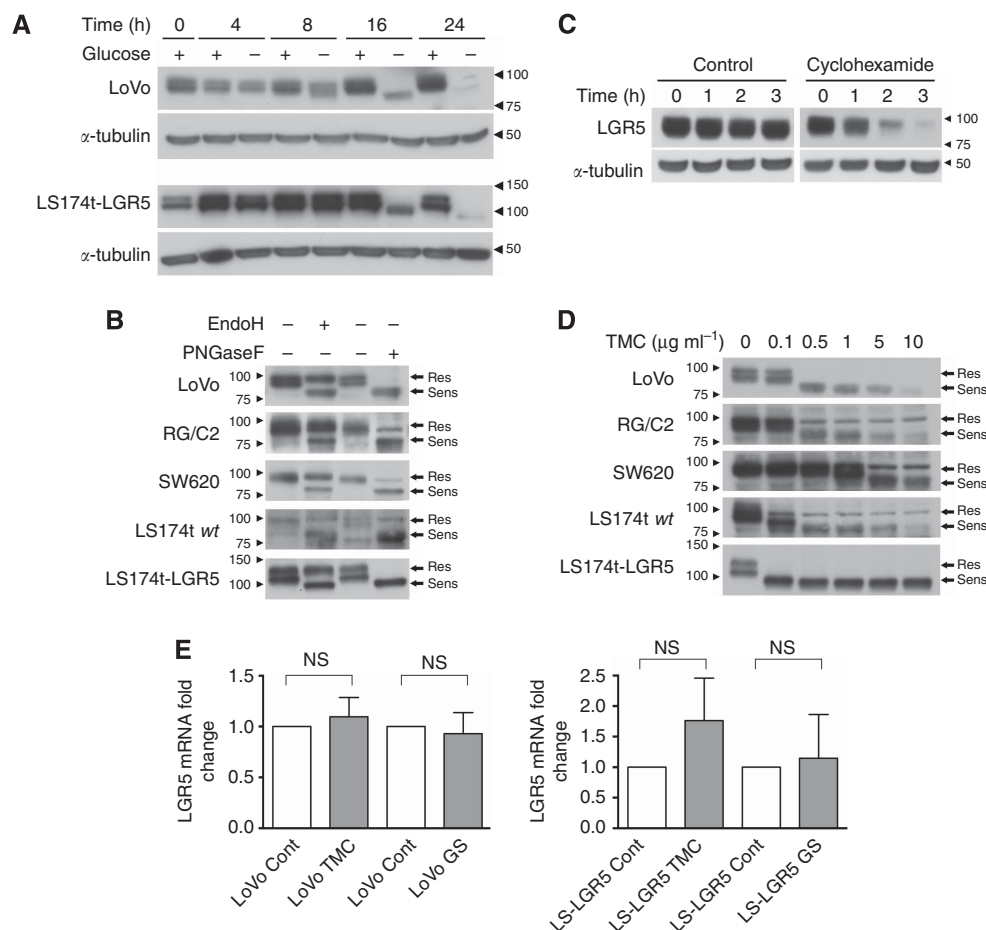 A
Time (h) 0 4 8 16 24
Glucose + + − + − + − + −
LoVo
100
75
α-tubulin
50
LS174t-LGR5
150
100
α-tubulin
50
C
Control Cyclohexamide
Time (h) 0 1 2 3 0 1 2 3
LGR5
100
75
α-tubulin
50
B
EndoH − + − −
PNGaseF − − − +
LoVo
100 Res
75 Sens
RG/C2
100 Res
75 Sens
SW620
100 Res
75 Sens
LS174t wt
100 Res
75 Sens
LS174t-LGR5
150 Res
100 Sens
D
TMC (μg ml−1) 0 0.1 0.5 1 5 10
LoVo
100 Res
75 Sens
RG/C2
100 Res
75 Sens
SW620
100 Res
75 Sens
LS174t wt
100 Res
75 Sens
LS174t-LGR5
150 Res
100 Sens
E
NS NS
LGR5 mRNA fold
change
1.5
1.0
0.5
0.0
LoVo Cont
LoVo TMC
LoVo Cont
LoVo GS
NS NS
LGR5 mRNA fold
change
2.5
2.0
1.5
1.0
0.5
0.0
LS-LGR5 Cont
LS-LGR5 TMC
LS-LGR5 Cont
LS-LGR5 GS